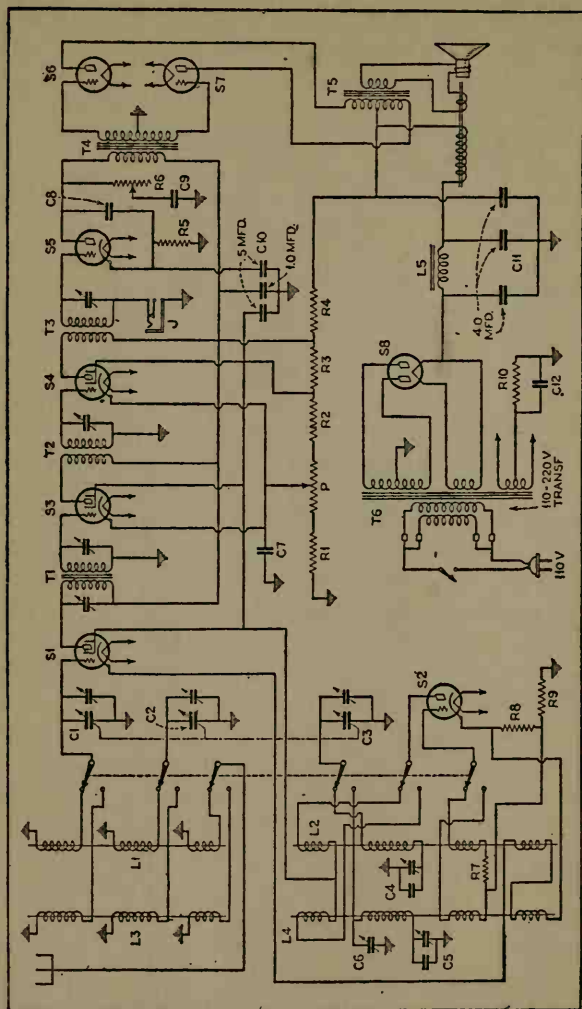 S6
S7
T4
C8
R6
C9
S5
R5
T3
J
.5 MFD.
C10
1.0 MFD.
S4
T2
S3
T1
S1
C7
R4
R3
R2
P
R1
C1
C2
C3
L1
L3
T5
L5
4.0 MFD.
C11
S8
R10
C12
T6
110-220V TRANSF
110V
S2
R8
R9
L2
C4
R7
L4
C6
C5